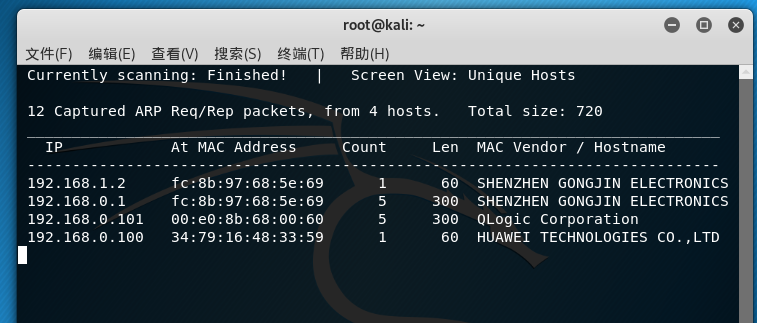 root@kali: ~
文件(F) 编辑(E) 查看(V) 搜索(S) 终端(T) 帮助(H)
Currently scanning: Finished!   |   Screen View: Unique Hosts
12 Captured ARP Req/Rep packets, from 4 hosts.   Total size: 720
_____________________________________________________________________________
  IP            At MAC Address     Count     Len  MAC Vendor / Hostname
-----------------------------------------------------------------------------
192.168.1.2     fc:8b:97:68:5e:69      1      60  SHENZHEN GONGJIN ELECTRONICS
192.168.0.1     fc:8b:97:68:5e:69      5     300  SHENZHEN GONGJIN ELECTRONICS
192.168.0.101   00:e0:8b:68:00:60      5     300  QLogic Corporation
192.168.0.100   34:79:16:48:33:59      1      60  HUAWEI TECHNOLOGIES CO.,LTD